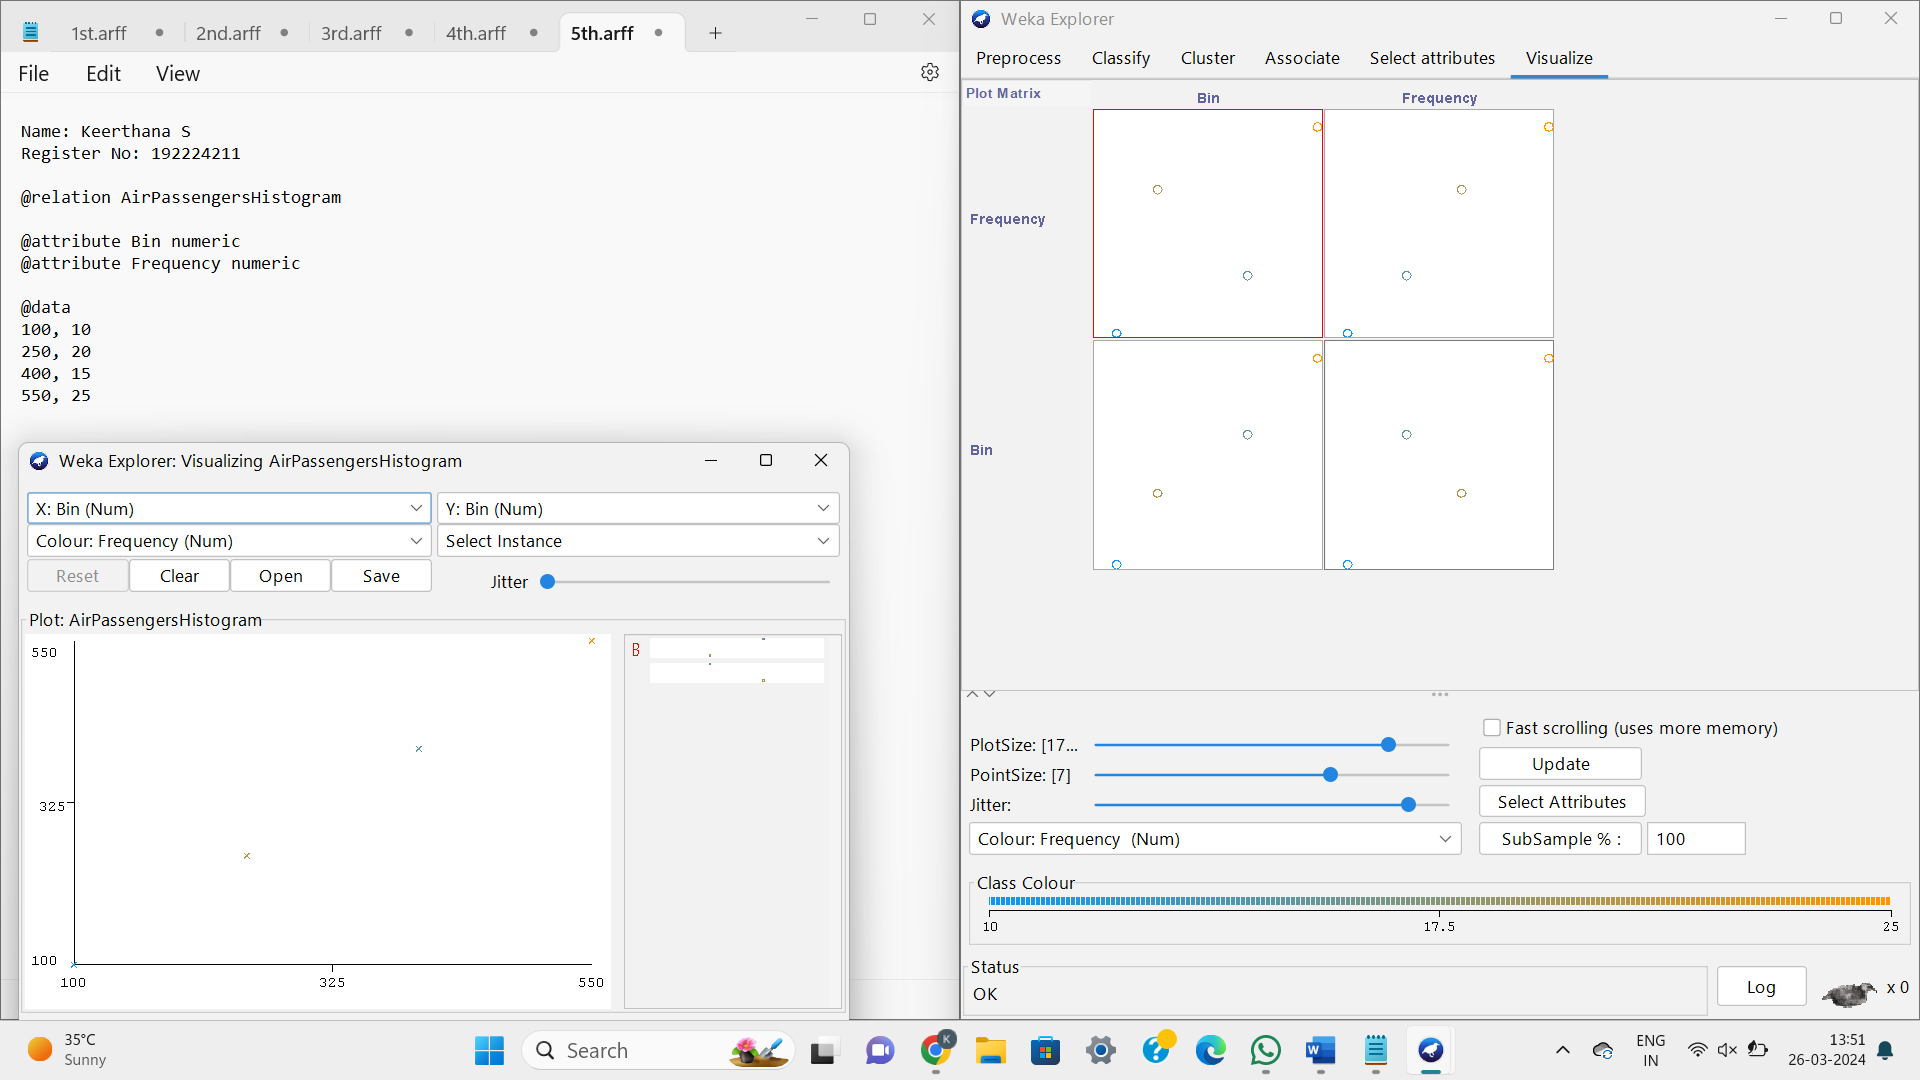 1st.arff
2nd.arff
3rd.arff
4th.arff
5th.arff
File
Edit
View
Name: Keerthana S
Register No: 192224211
@relation AirPassengersHistogram
@attribute Bin numeric
@attribute Frequency numeric
@data
100, 10
250, 20
400, 15
550, 25
Weka Explorer: Visualizing AirPassengersHistogram
X: Bin (Num)
Y: Bin (Num)
Colour: Frequency (Num)
Select Instance
Reset
Clear
Open
Save
Jitter
Plot: AirPassengersHistogram
550
325
100
100
325
550
B
Weka Explorer
Preprocess
Classify
Cluster
Associate
Select attributes
Visualize
Plot Matrix
Bin
Frequency
Frequency
Bin
PlotSize: [17...
PointSize: [7]
Jitter:
Fast scrolling (uses more memory)
Update
Select Attributes
Colour: Frequency (Num)
SubSample % :
100
Class Colour
10
17.5
25
Status
OK
Log
x 0
35°C
Sunny
Search
K
W
ENG
IN
13:51
26-03-2024